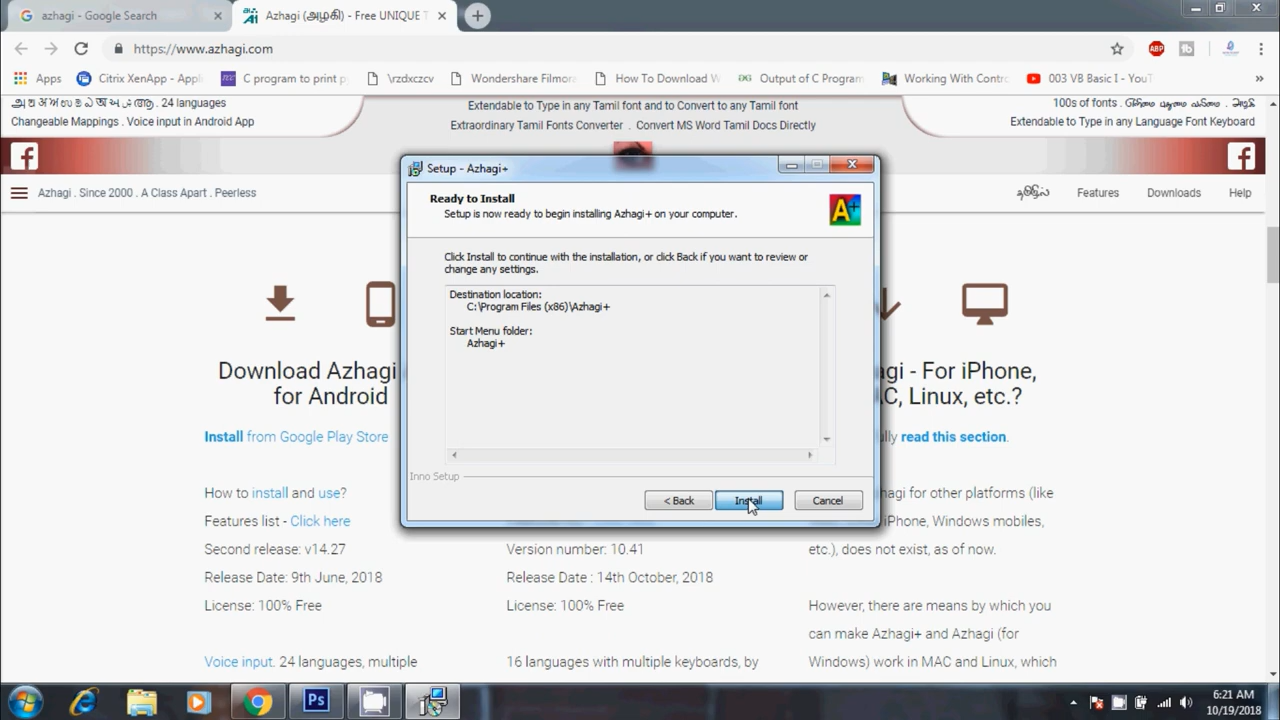 azhagi - Google Search
Azhagi (அழகி) - Free UNIQUE T
https://www.azhagi.com
ABP
Apps
Citrix XenApp - Appli
C program to print p
\rzdxczcv
Wondershare Filmora
How To Download W
Output of C Program
Working With Contro
003 VB Basic I - YouT
»
24 languages
Changeable Mappings . Voice input in Android App
Extendable to Type in any Tamil font and to Convert to any Tamil font
Extraordinary Tamil Fonts Converter . Convert MS Word Tamil Docs Directly
100s of fonts .
Extendable to Type in any Language Font Keyboard
Azhagi . Since 2000 . A Class Apart . Peerless
தமிழில்
Features
Downloads
Help
Setup - Azhagi+
Ready to Install
Setup is now ready to begin installing Azhagi+ on your computer.
A+
Click Install to continue with the installation, or click Back if you want to review or
change any settings.
Destination location:
C:\Program Files (x86)\Azhagi+
Start Menu folder:
Azhagi+
Inno Setup
< Back
Install
Cancel
Download Azhagi
for Android
Install from Google Play Store
How to install and use?
Features list - Click here
Second release: v14.27
Release Date: 9th June, 2018
License: 100% Free
Voice input. 24 languages, multiple
Version number: 10.41
Release Date : 14th October, 2018
License: 100% Free
16 languages with multiple keyboards, by
agi - For iPhone,
C, Linux, etc.?
lly read this section.
hagi for other platforms (like
iPhone, Windows mobiles,
etc.), does not exist, as of now.
However, there are means by which you
can make Azhagi+ and Azhagi (for
Windows) work in MAC and Linux, which
Ps
6:21 AM
10/19/2018